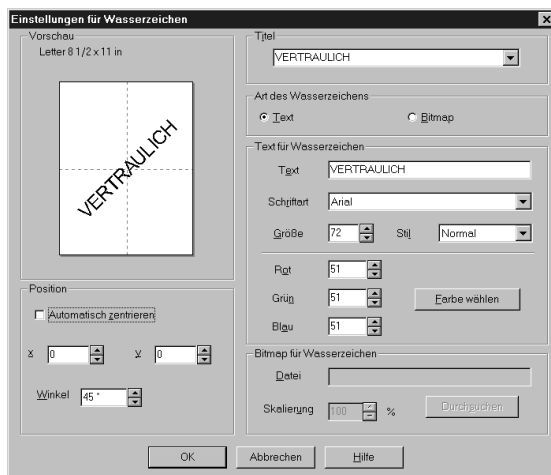 Einstellungen für Wasserzeichen
Vorschau
Letter 8 1/2 x 11 in
VERTRAULICH
Position
Automatisch zentrieren
x 0 y 0
Winkel 45 °
Titel
VERTRAULICH
Art des Wasserzeichens
Text Bitmap
Text für Wasserzeichen
Text VERTRAULICH
Schriftart Arial
Größe 72 Stil Normal
Rot 51
Grün 51 Farbe wählen
Blau 51
Bitmap für Wasserzeichen
Datei
Skalierung 100 % Durchsuchen
OK Abbrechen Hilfe